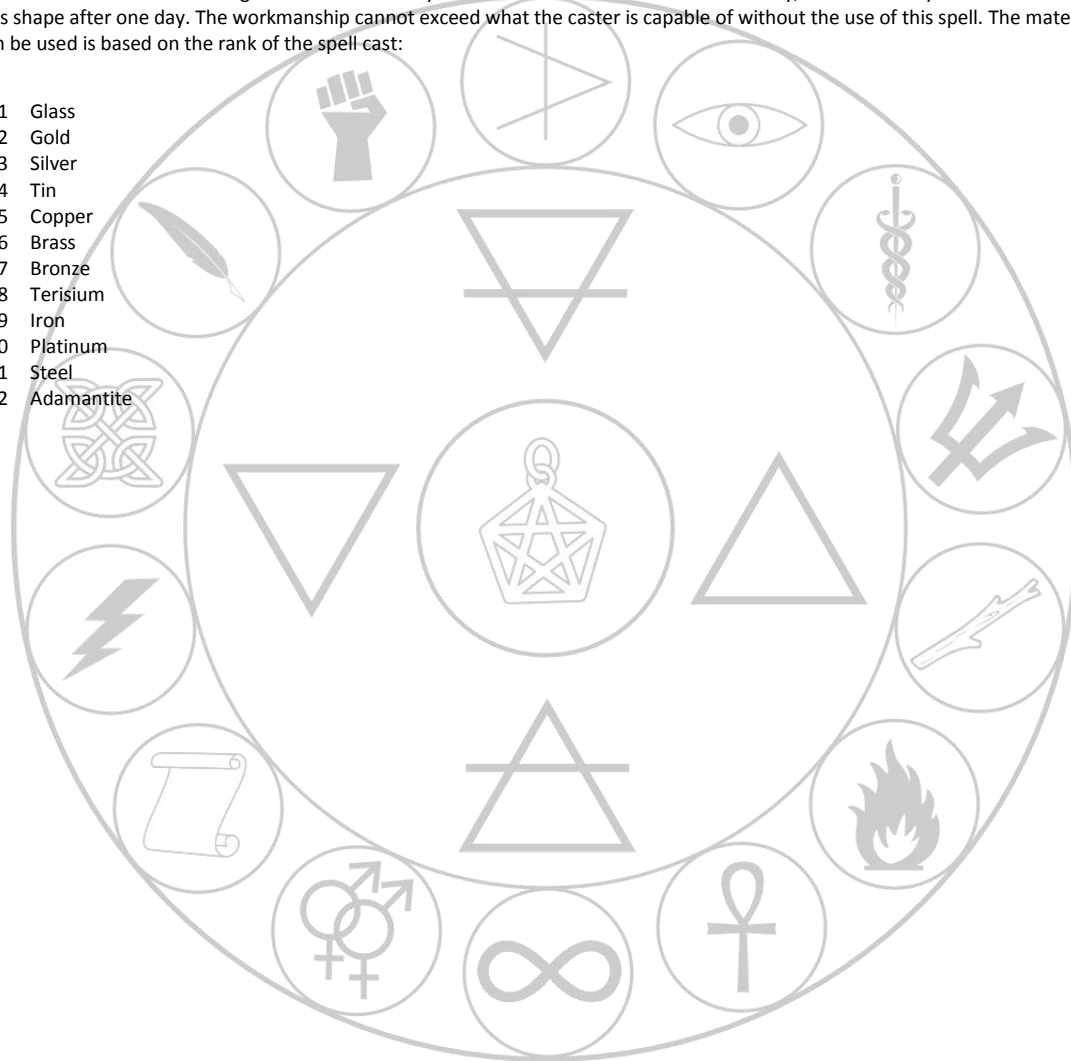 s shape after one day. The workmanship cannot exceed what the caster is capable of without the use of this spell. The mate
n be used is based on the rank of the spell cast:
1 Glass
2 Gold
3 Silver
4 Tin
5 Copper
6 Brass
7 Bronze
8 Terisium
9 Iron
0 Platinum
1 Steel
2 Adamantite